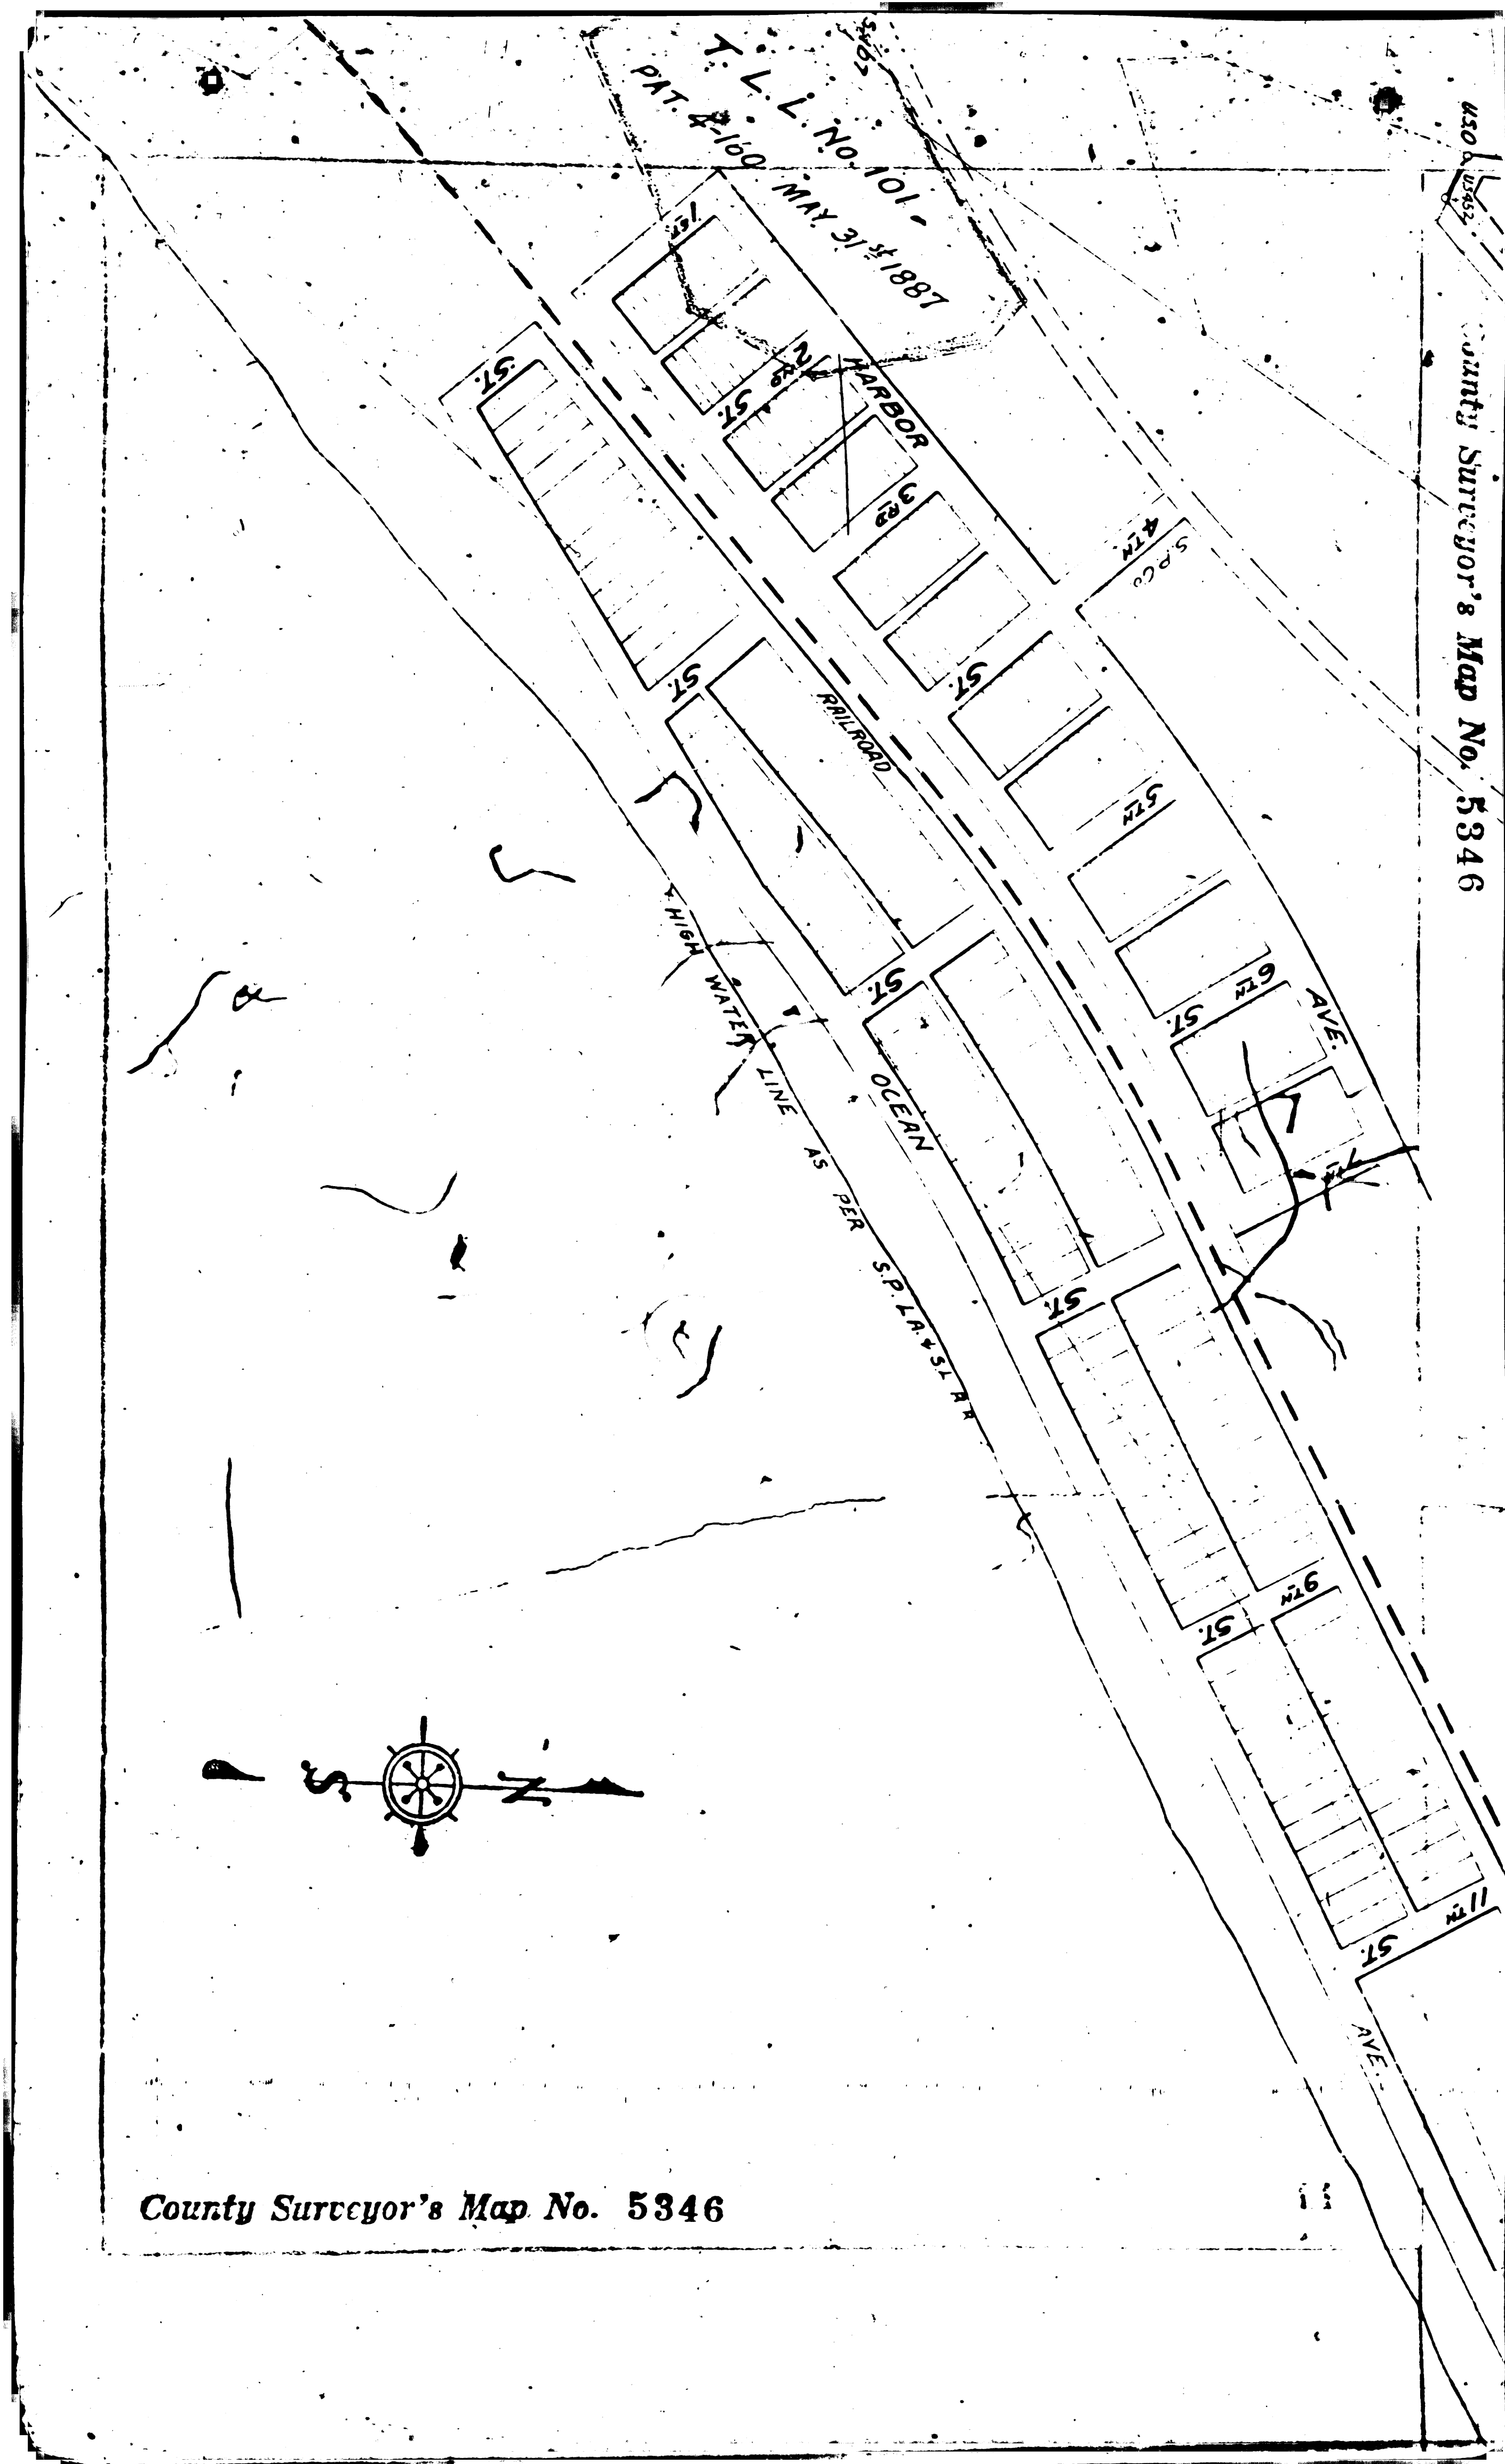 T. L. L. No. 101
PAT. 4-160 MAY 31st 1887
County Surveyor's Map No. 5346
1ST.
ST.
2ND
ST.
HARBOR
3RD
ST.
4TH
S.P. Co
ST.
RAILROAD
5TH
ST.
6TH
ST.
AVE.
7TH
ST.
HIGH WATER LINE AS PER S.P. L.A. & S.L. R R
OCEAN
9TH
ST.
11TH
ST.
AVE.
S
N
County Surveyor's Map No. 5346